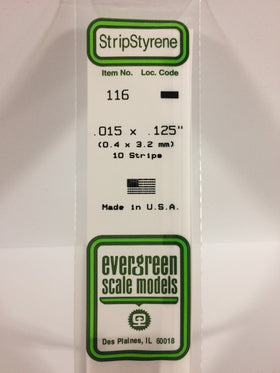 StripStyrene
Item No. Loc. Code
116
.015 x .125"
(0.4 x 3.2 mm)
10 Strips
Made in U.S.A.
evergreen
scale models
Des Plaines, IL 60018